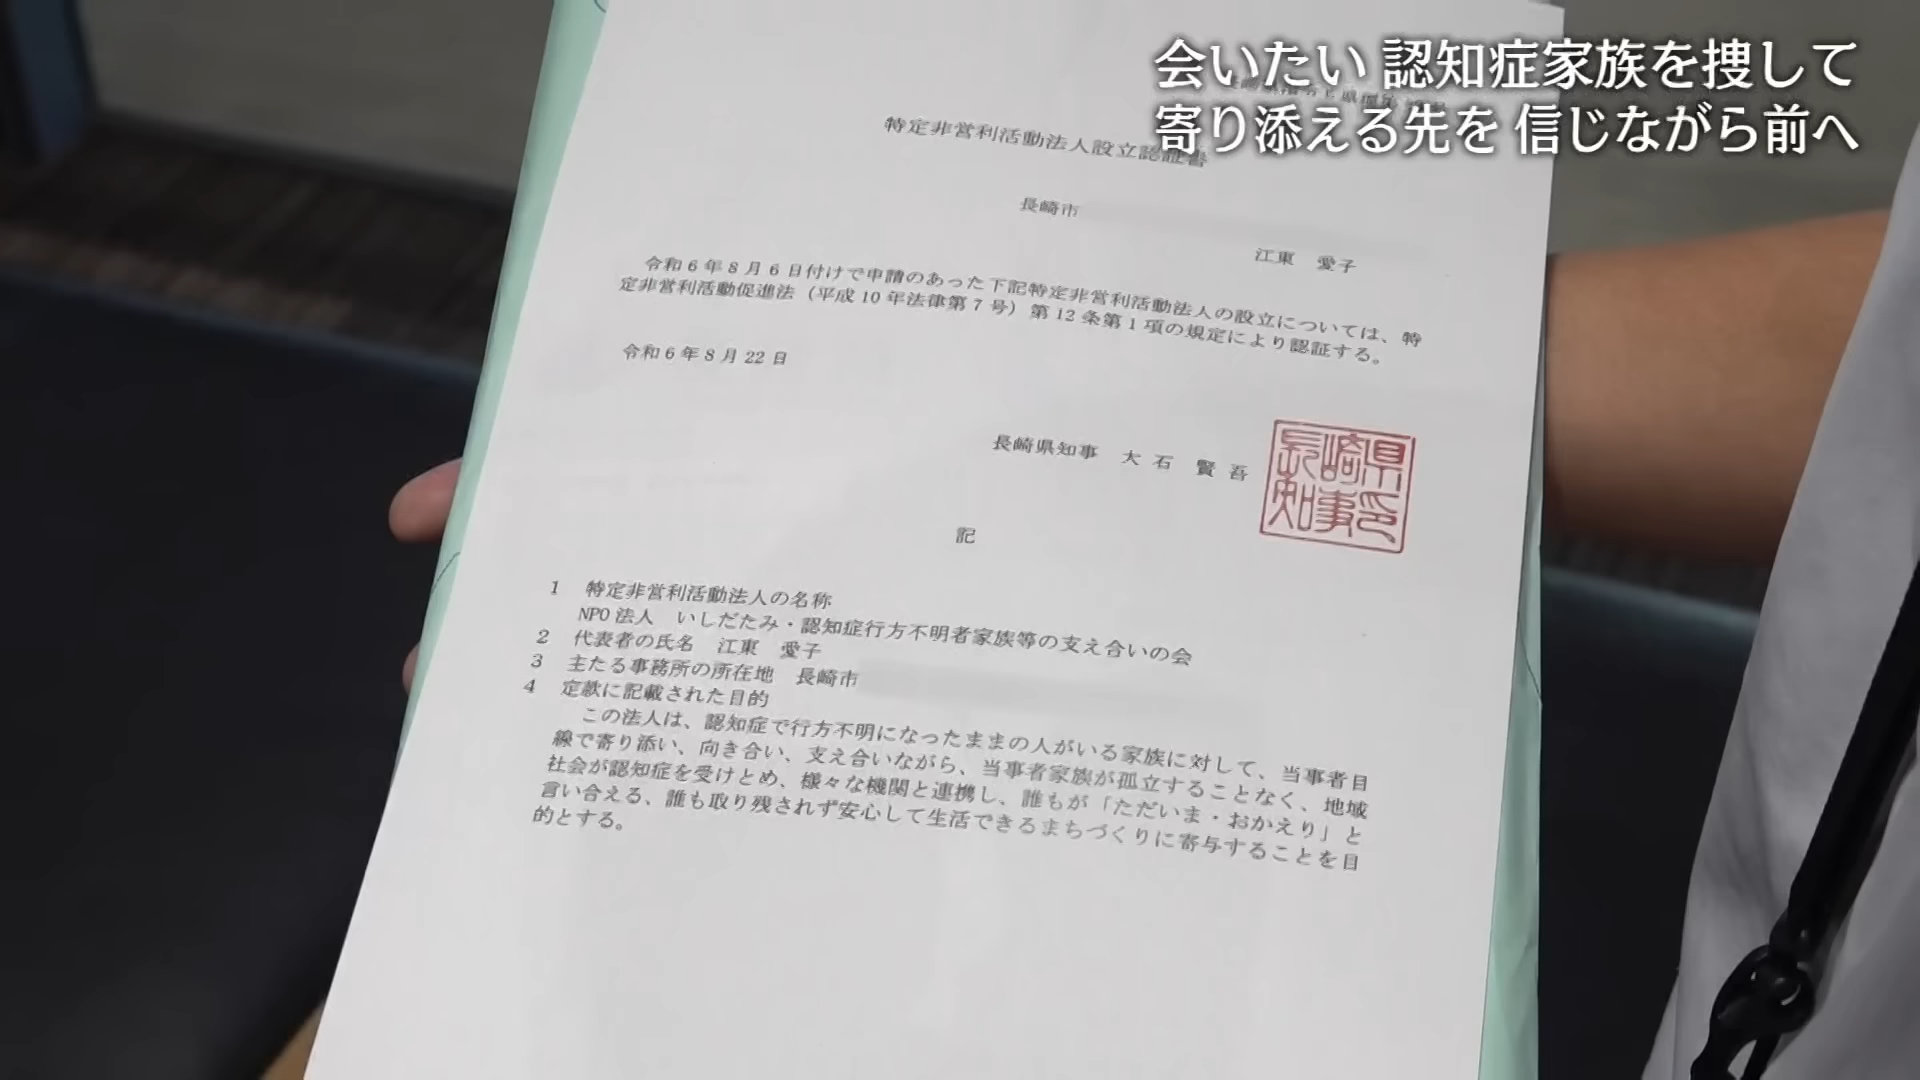 会いたい 認知症家族を捜して
寄り添える先を 信じながら前へ
特定非営利活動法人設立認証書
長崎市
江東 愛子
令和6年8月6日付けで申請のあった下記特定非営利活動法人の設立については、特
定非営利活動促進法（平成10年法律第7号）第12条第1項の規定により認証する。
令和6年8月22日
長崎県知事 大石 賢吾
長崎県
知事印
記
1 特定非営利活動法人の名称
NPO法人 いしだたみ・認知症行方不明者家族等の支え合いの会
2 代表者の氏名 江東 愛子
3 主たる事務所の所在地 長崎市
4 定款に記載された目的
この法人は、認知症で行方不明になったままの人がいる家族に対して、当事者目
線で寄り添い、向き合い、支え合いながら、当事者家族が孤立することなく、地域
社会が認知症を受けとめ、様々な機関と連携し、誰もが「ただいま・おかえり」と
言い合える、誰も取り残されず安心して生活できるまちづくりに寄与することを目
的とする。